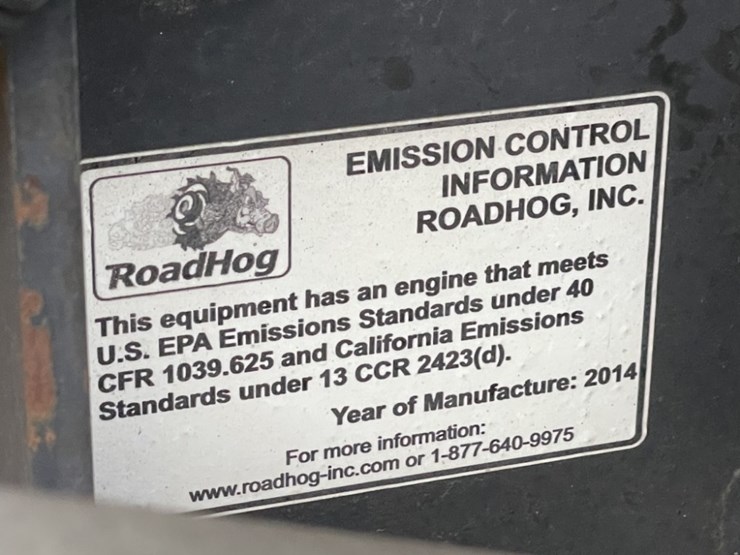 EMISSION CONTROL
INFORMATION
ROADHOG, INC.
RoadHog
This equipment has an engine that meets
U.S. EPA Emissions Standards under 40
CFR 1039.625 and California Emissions
Standards under 13 CCR 2423(d).
Year of Manufacture: 2014
For more information:
www.roadhog-inc.com or 1-877-640-9975